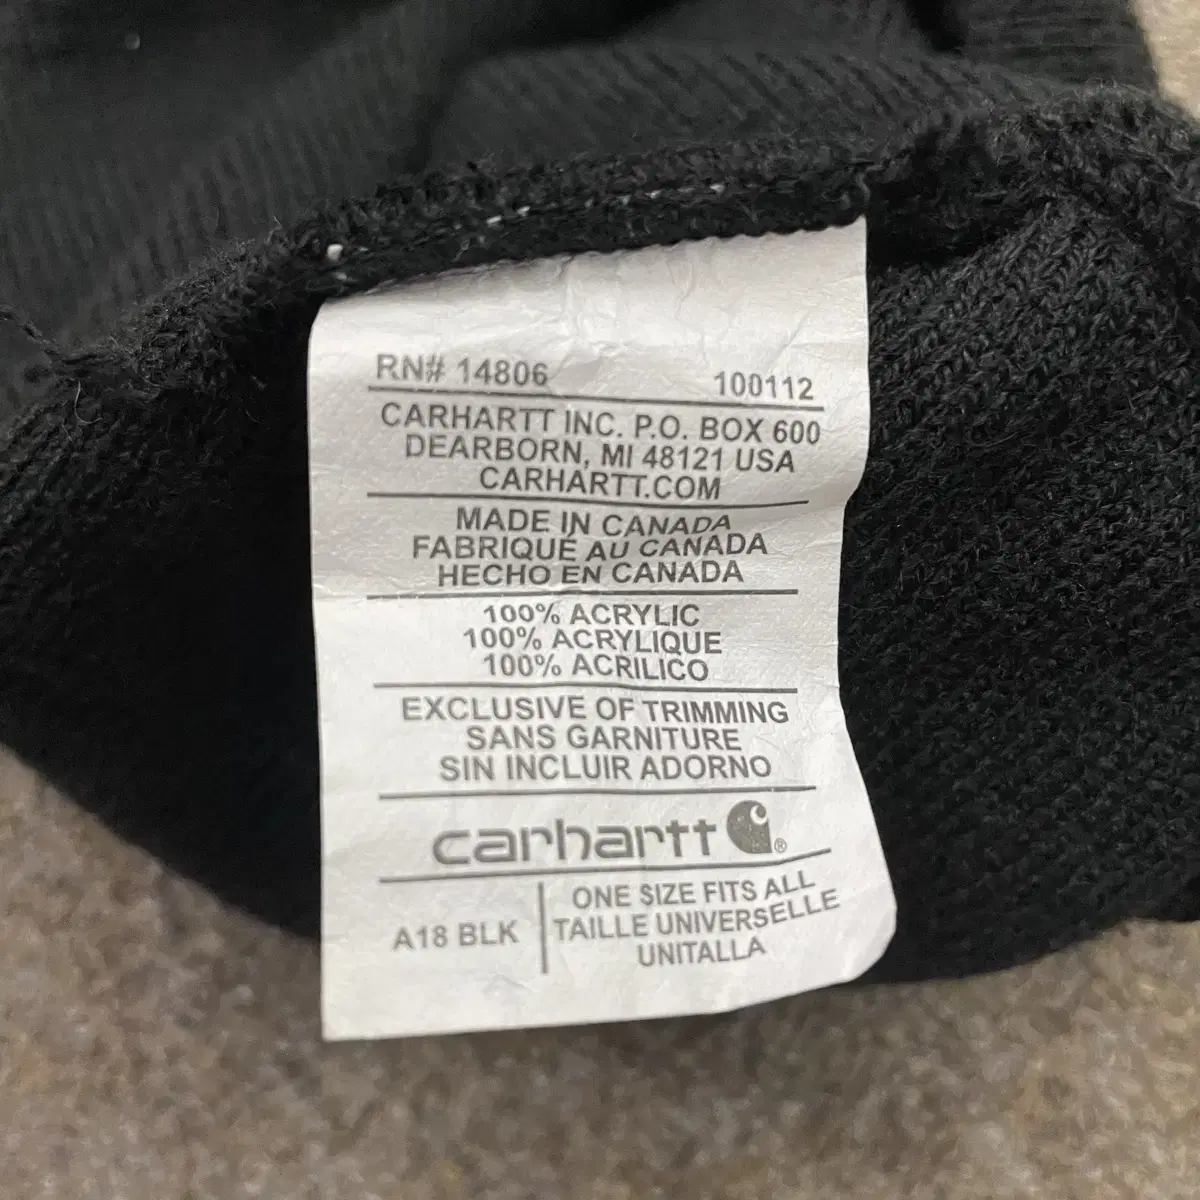 RN# 14806 100112
CARHARTT INC. P.O. BOX 600
DEARBORN, MI 48121 USA
CARHARTT.COM
MADE IN CANADA
FABRIQUÉ AU CANADA
HECHO EN CANADA
100% ACRYLIC
100% ACRYLIQUE
100% ACRILICO
EXCLUSIVE OF TRIMMING
SANS GARNITURE
SIN INCLUIR ADORNO
carhartt ®
A18 BLK
ONE SIZE FITS ALL
TAILLE UNIVERSELLE
UNITALLA